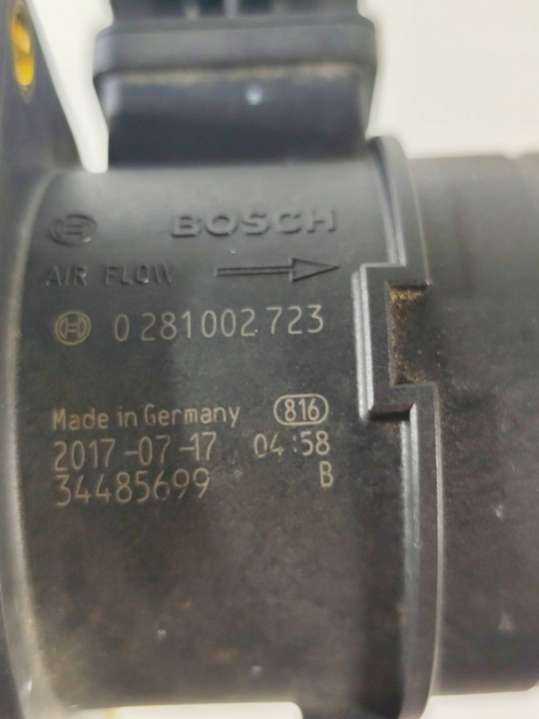 BOSCH
AIR FLOW
0 281 002 723
Made in Germany 816
2017-07-17 04:58
34485699 B